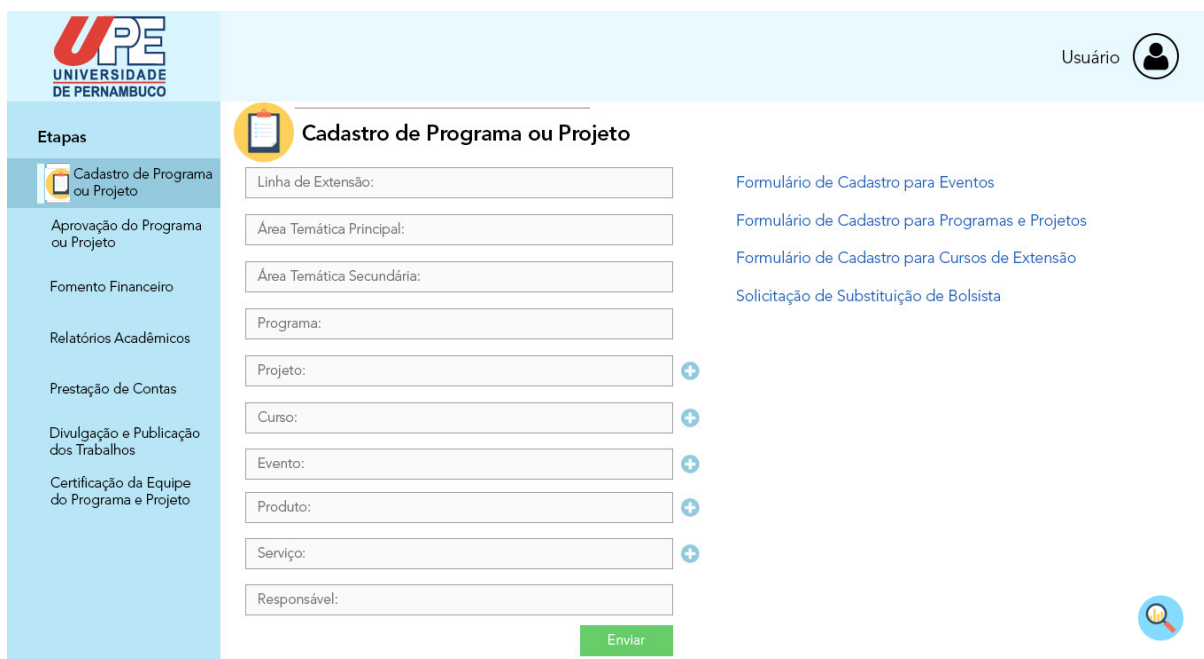 UPE
UNIVERSIDADE
DE PERNAMBUCO
Usuário
Etapas
Cadastro de Programa
ou Projeto
Aprovação do Programa
ou Projeto
Fomento Financeiro
Relatórios Acadêmicos
Prestação de Contas
Divulgação e Publicação
dos Trabalhos
Certificação da Equipe
do Programa e Projeto
Cadastro de Programa ou Projeto
Linha de Extensão:
Área Temática Principal:
Área Temática Secundária:
Programa:
Projeto:
Curso:
Evento:
Produto:
Serviço:
Responsável:
Enviar
Formulário de Cadastro para Eventos
Formulário de Cadastro para Programas e Projetos
Formulário de Cadastro para Cursos de Extensão
Solicitação de Substituição de Bolsista